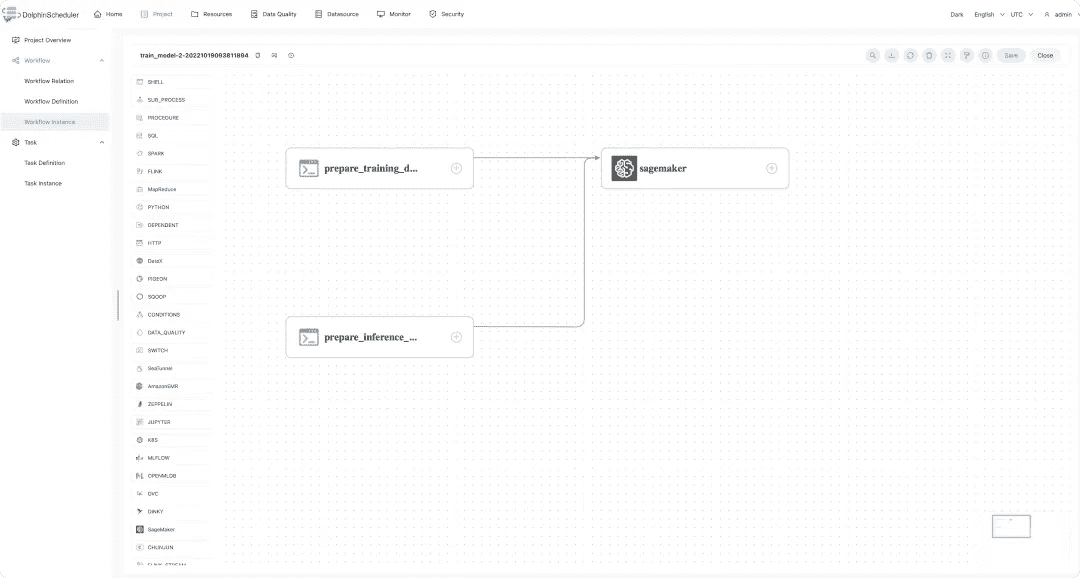 DolphinScheduler Home Project Resources Data Quality Datasource Monitor Security Dark English UTC admin
Project Overview
Workflow
Workflow Relation
Workflow Definition
Workflow Instance
Task
Task Definition
Task Instance
train_model-2-20221019093811894
Save Close
SHELL
SUB_PROCESS
PROCEDURE
SQL
SPARK
FLINK
MapReduce
PYTHON
DEPENDENT
HTTP
DataX
PIGEON
SQOOP
CONDITIONS
DATA_QUALITY
SWITCH
SeaTunnel
AmazonEMR
ZEPPELIN
JUPYTER
K8S
MLFLOW
OPENMLDB
DVC
DINKY
SageMaker
CHUNJUN
FLINK_STREAM
prepare_training_d...
sagemaker
prepare_inference_...